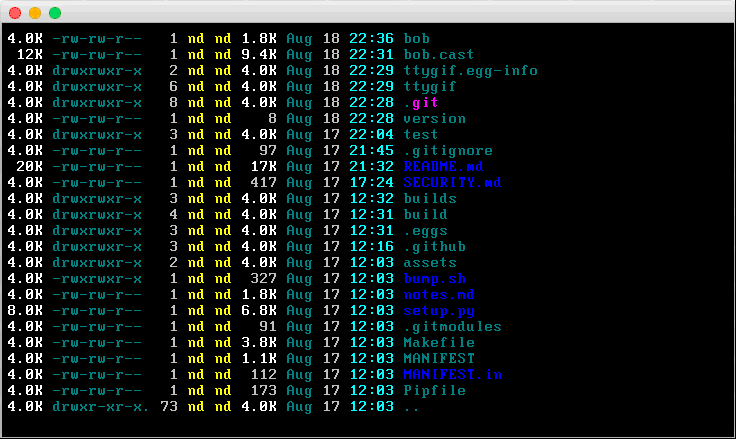 4.0K -rw-rw-r-- 1 nd nd 1.8K Aug 18 22:36 bob
12K -rw-rw-r-- 1 nd nd 9.4K Aug 18 22:31 bob.cast
4.0K drwxrwxr-x 2 nd nd 4.0K Aug 18 22:29 ttygif.egg-info
4.0K drwxrwxr-x 6 nd nd 4.0K Aug 18 22:29 ttygif
4.0K drwxrwxr-x 8 nd nd 4.0K Aug 18 22:28 .git
4.0K -rw-rw-r-- 1 nd nd 8 Aug 18 22:28 version
4.0K drwxrwxr-x 3 nd nd 4.0K Aug 17 22:04 test
4.0K -rw-rw-r-- 1 nd nd 97 Aug 17 21:45 .gitignore
20K -rw-rw-r-- 1 nd nd 17K Aug 17 21:32 README.md
4.0K -rw-rw-r-- 1 nd nd 417 Aug 17 17:24 SECURITY.md
4.0K drwxrwxr-x 3 nd nd 4.0K Aug 17 12:32 builds
4.0K drwxrwxr-x 4 nd nd 4.0K Aug 17 12:31 build
4.0K drwxrwxr-x 3 nd nd 4.0K Aug 17 12:31 .eggs
4.0K drwxrwxr-x 3 nd nd 4.0K Aug 17 12:16 .github
4.0K drwxrwxr-x 2 nd nd 4.0K Aug 17 12:03 assets
4.0K -rwxrwxr-x 1 nd nd 327 Aug 17 12:03 bump.sh
4.0K -rw-rw-r-- 1 nd nd 1.8K Aug 17 12:03 notes.md
8.0K -rw-rw-r-- 1 nd nd 6.8K Aug 17 12:03 setup.py
4.0K -rw-rw-r-- 1 nd nd 91 Aug 17 12:03 .gitmodules
4.0K -rw-rw-r-- 1 nd nd 3.8K Aug 17 12:03 Makefile
4.0K -rw-rw-r-- 1 nd nd 1.1K Aug 17 12:03 MANIFEST
4.0K -rw-rw-r-- 1 nd nd 112 Aug 17 12:03 MANIFEST.in
4.0K -rw-rw-r-- 1 nd nd 173 Aug 17 12:03 Pipfile
4.0K drwxr-xr-x. 73 nd nd 4.0K Aug 17 12:03 ..